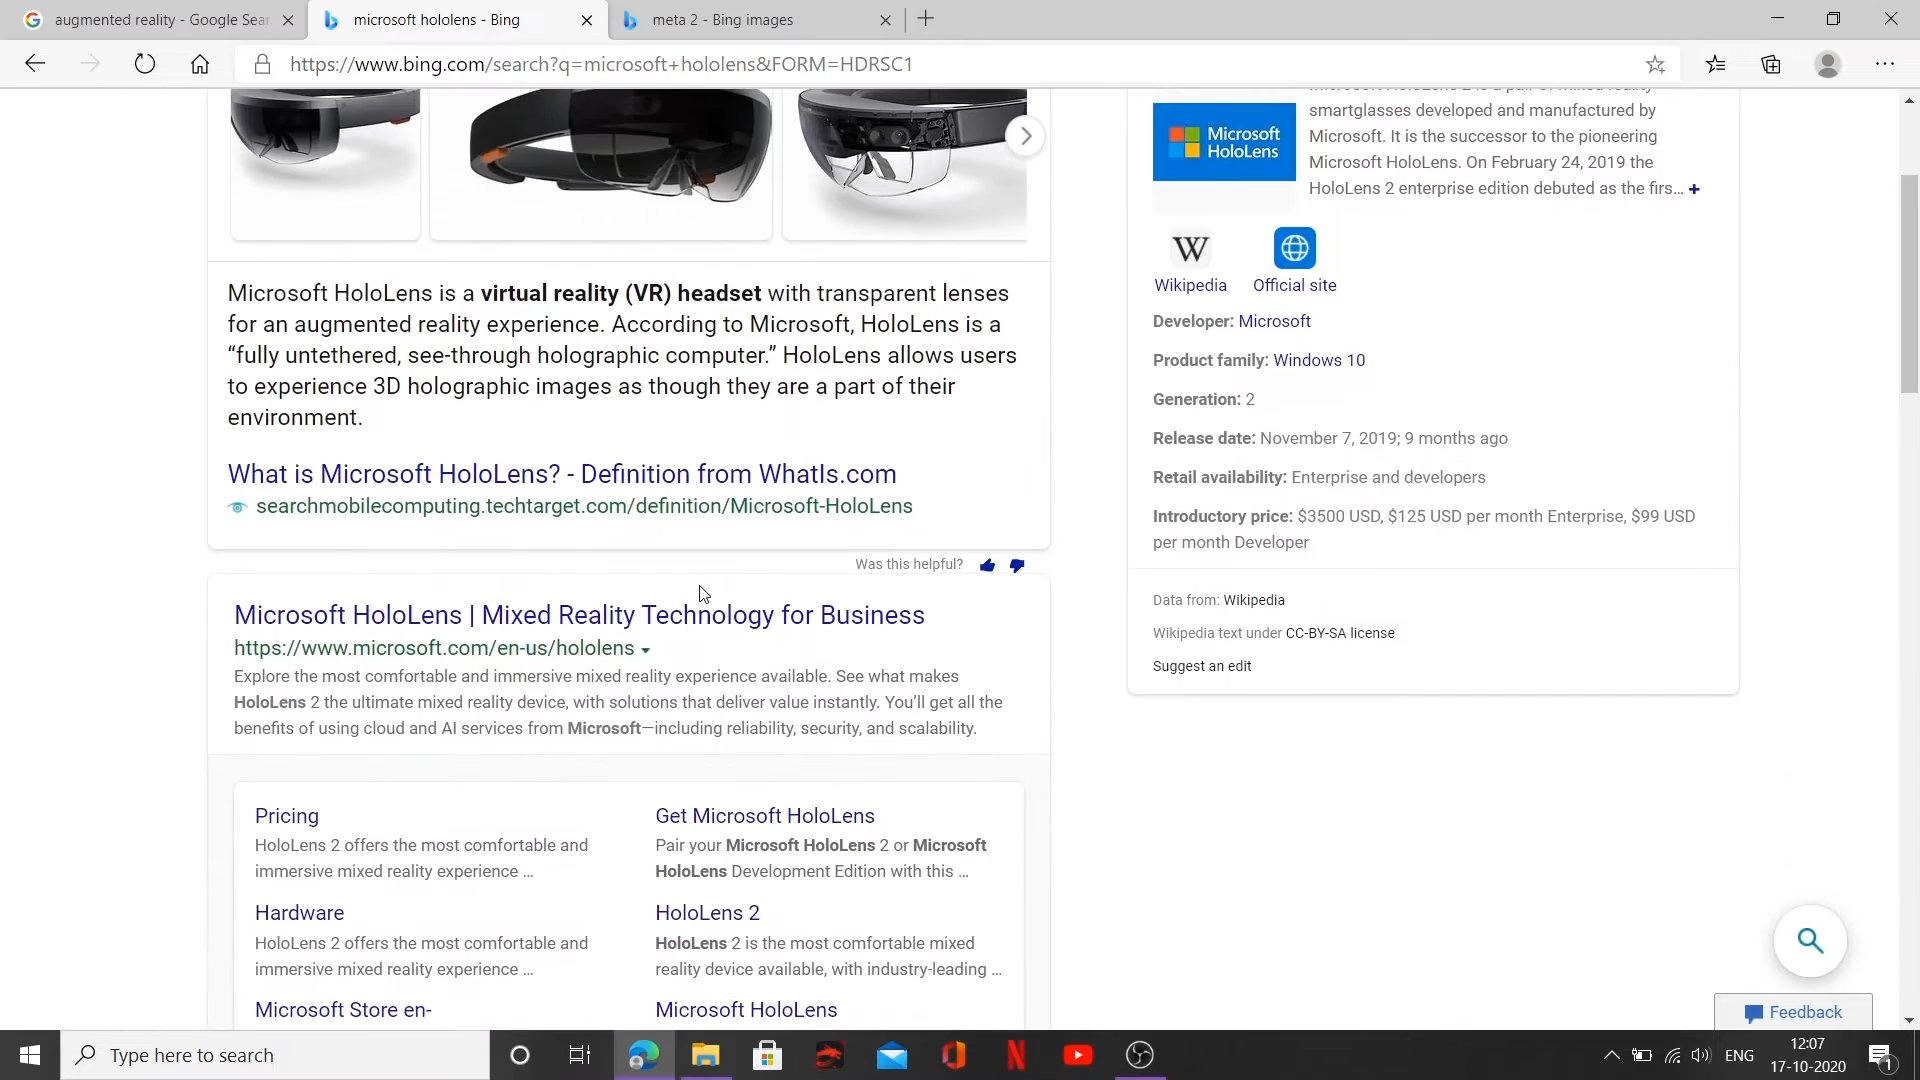 augmented reality - Google Sear
microsoft hololens - Bing
meta 2 - Bing images
https://www.bing.com/search?q=microsoft+hololens&FORM=HDRSC1
Microsoft HoloLens is a virtual reality (VR) headset with transparent lenses
for an augmented reality experience. According to Microsoft, HoloLens is a
“fully untethered, see-through holographic computer.” HoloLens allows users
to experience 3D holographic images as though they are a part of their
environment.
What is Microsoft HoloLens? - Definition from WhatIs.com
searchmobilecomputing.techtarget.com/definition/Microsoft-HoloLens
Was this helpful?
Microsoft HoloLens | Mixed Reality Technology for Business
https://www.microsoft.com/en-us/hololens
Explore the most comfortable and immersive mixed reality experience available. See what makes
HoloLens 2 the ultimate mixed reality device, with solutions that deliver value instantly. You’ll get all the
benefits of using cloud and AI services from Microsoft—including reliability, security, and scalability.
Pricing
HoloLens 2 offers the most comfortable and
immersive mixed reality experience ...
Get Microsoft HoloLens
Pair your Microsoft HoloLens 2 or Microsoft
HoloLens Development Edition with this ...
Hardware
HoloLens 2 offers the most comfortable and
immersive mixed reality experience ...
HoloLens 2
HoloLens 2 is the most comfortable mixed
reality device available, with industry-leading ...
Microsoft Store en-
Microsoft HoloLens
Microsoft HoloLens 2 is a pair of mixed reality
smartglasses developed and manufactured by
Microsoft. It is the successor to the pioneering
Microsoft HoloLens. On February 24, 2019 the
HoloLens 2 enterprise edition debuted as the firs... +
Microsoft
HoloLens
W
Wikipedia
Official site
Developer: Microsoft
Product family: Windows 10
Generation: 2
Release date: November 7, 2019; 9 months ago
Retail availability: Enterprise and developers
Introductory price: $3500 USD, $125 USD per month Enterprise, $99 USD
per month Developer
Data from: Wikipedia
Wikipedia text under CC-BY-SA license
Suggest an edit
Feedback
Type here to search
ENG
12:07
17-10-2020
1